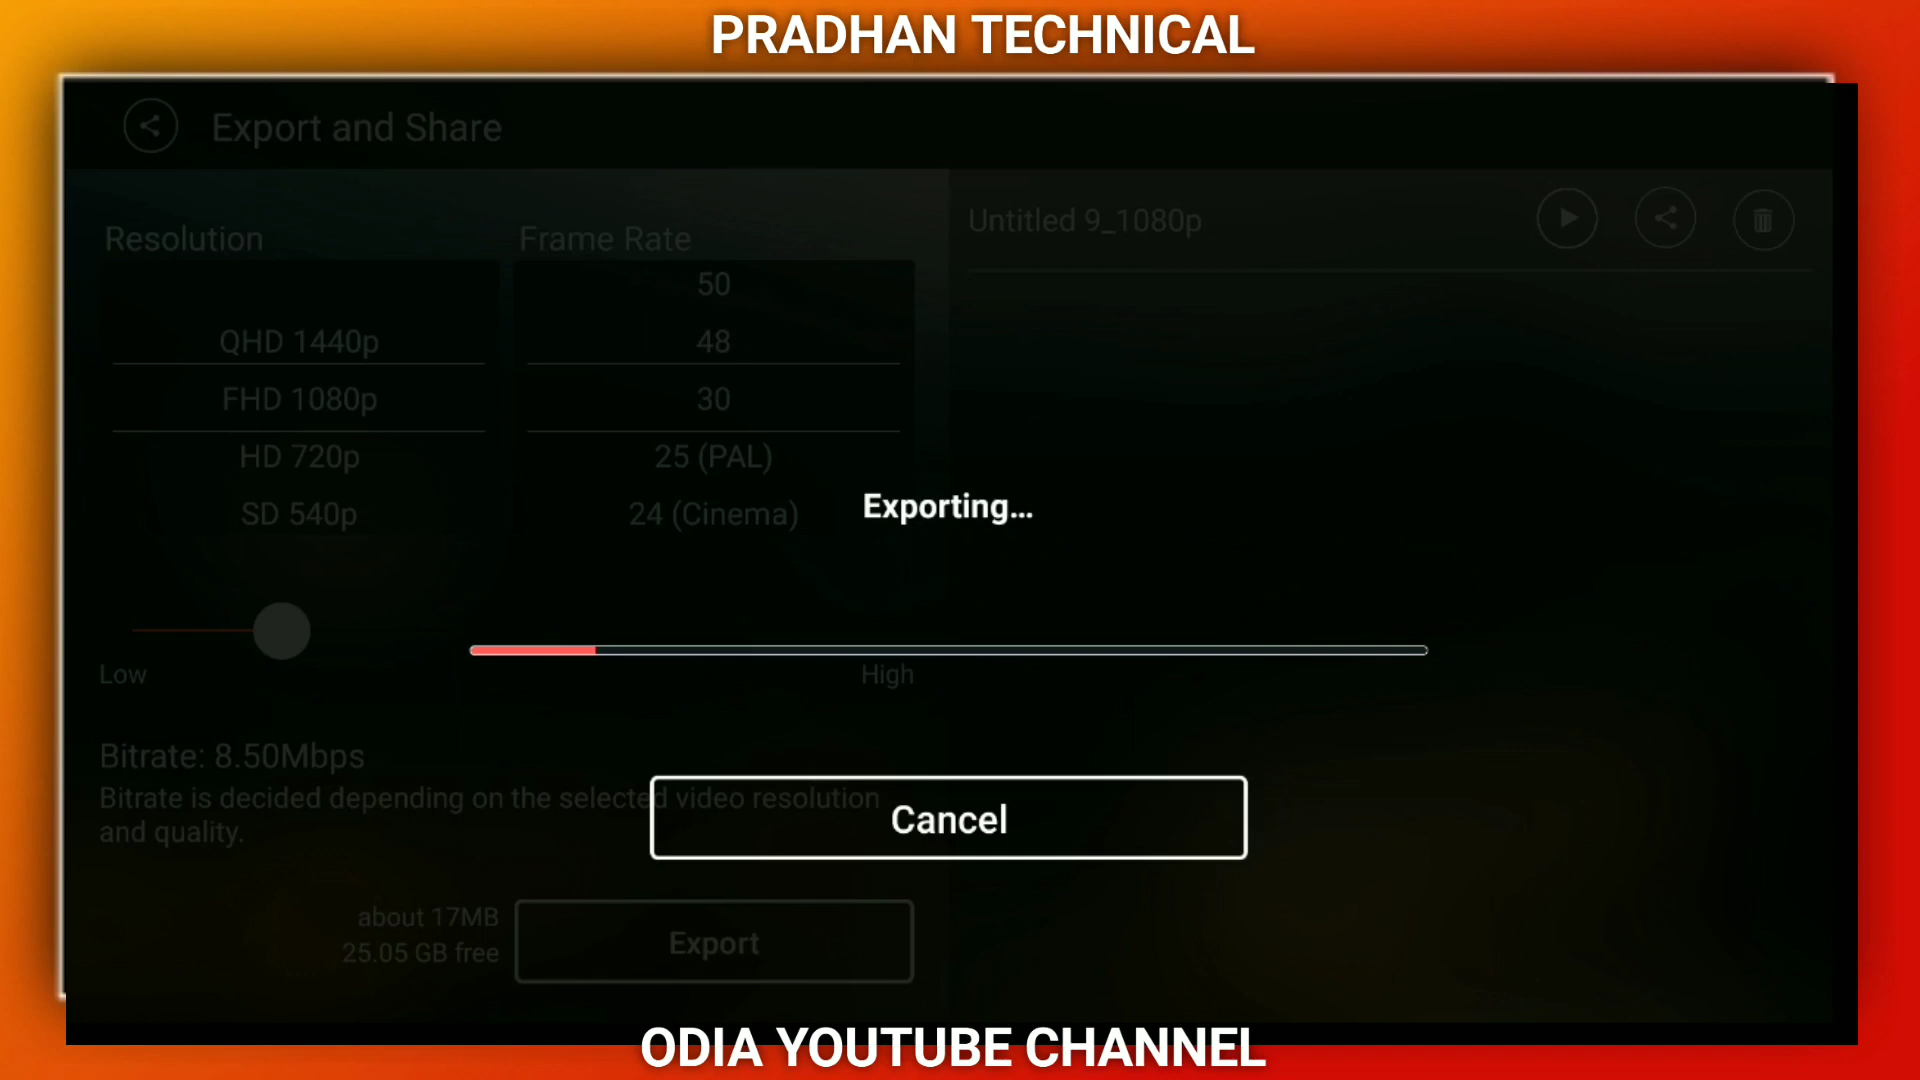 PRADHAN TECHNICAL
Export and Share
Resolution
Frame Rate
Untitled 9_1080p
50
QHD 1440p
48
FHD 1080p
30
HD 720p
25 (PAL)
SD 540p
24 (Cinema)
Exporting...
Low
High
Bitrate: 8.50Mbps
Bitrate is decided depending on the selected video resolution
and quality.
Cancel
about 17MB
25.05 GB free
Export
ODIA YOUTUBE CHANNEL